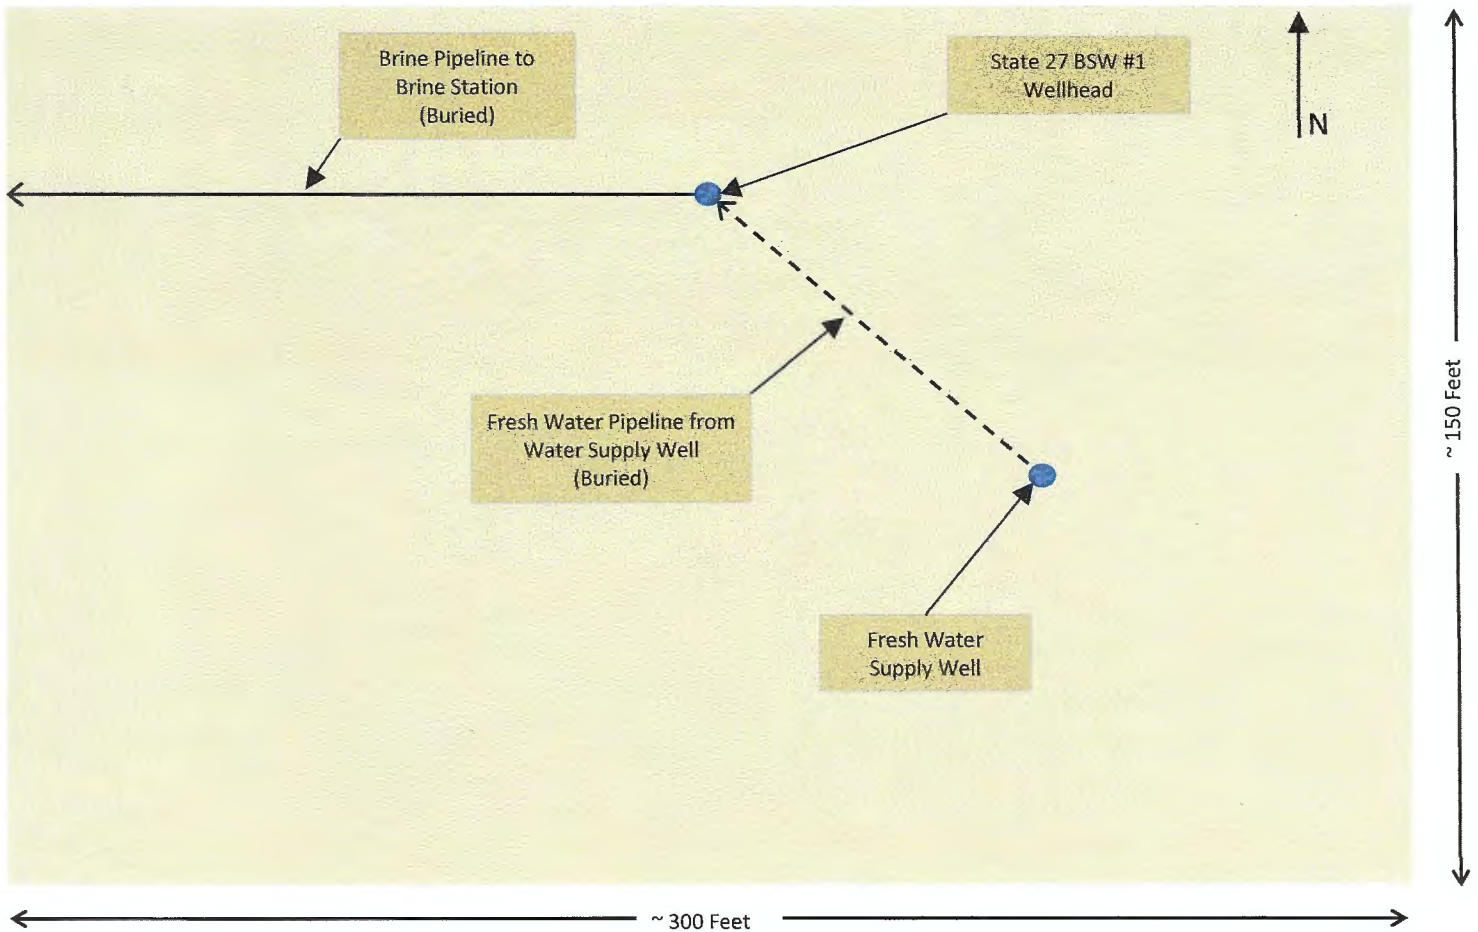 Brine Pipeline to
Brine Station
(Buried)
State 27 BSW #1
Wellhead
N
Fresh Water Pipeline from
Water Supply Well
(Buried)
Fresh Water
Supply Well
~ 150 Feet
~ 300 Feet